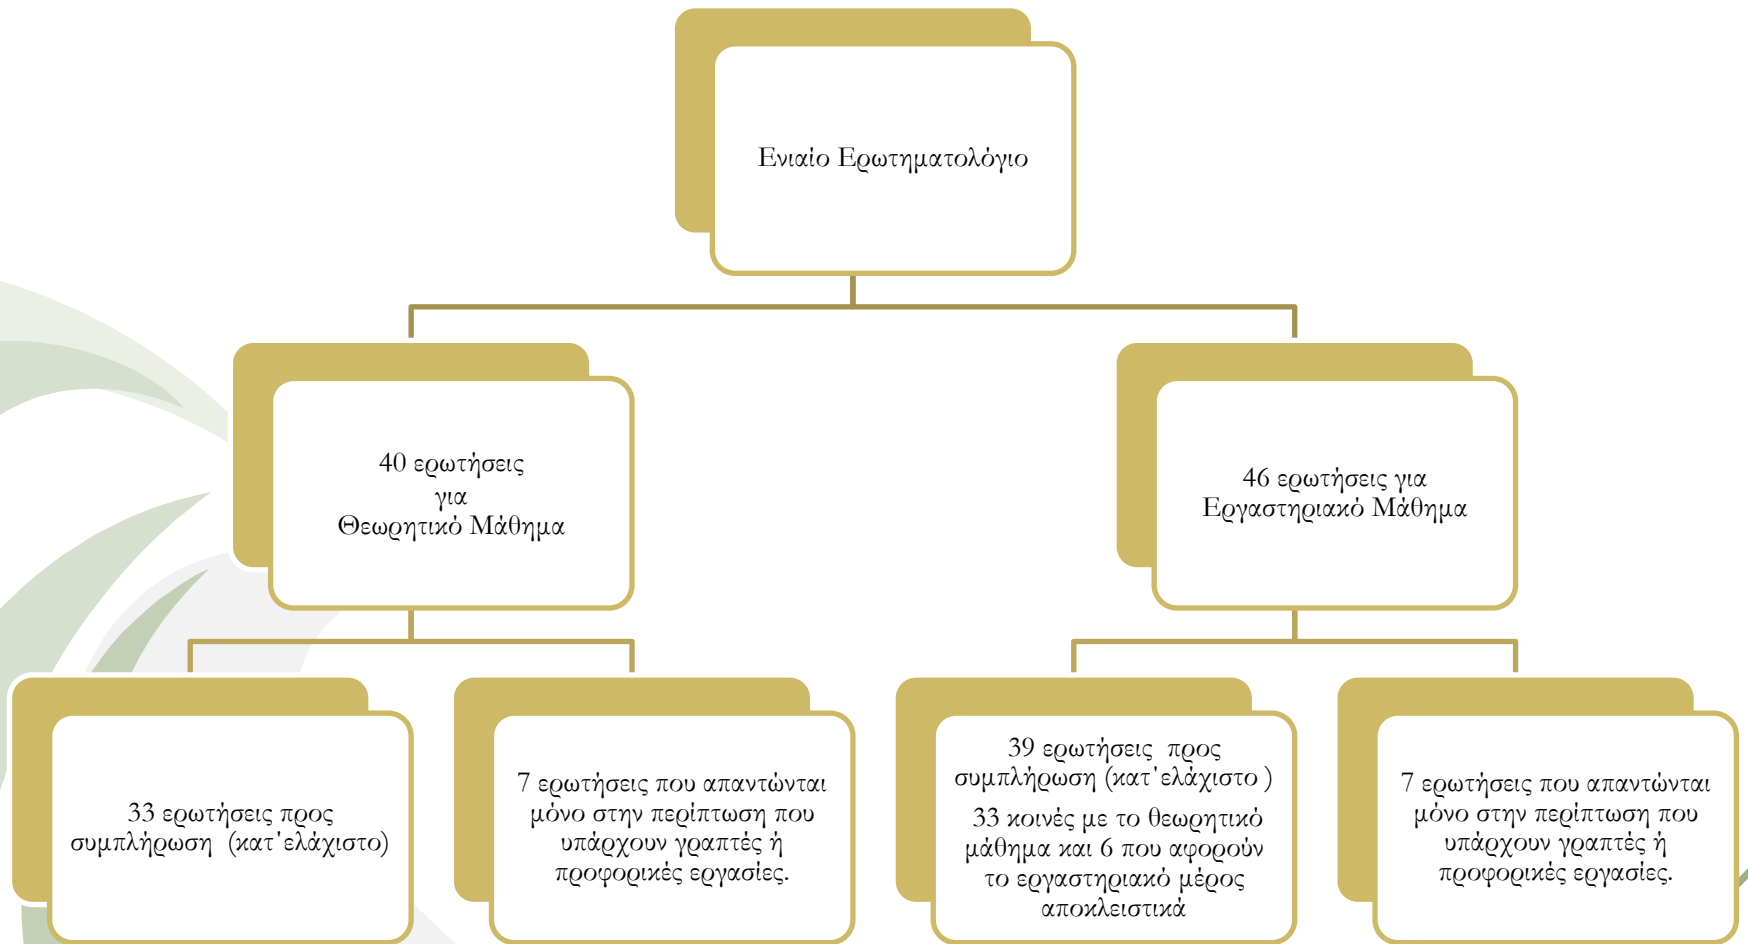 Ενιαίο Ερωτηματολόγιο
40 ερωτήσεις
για
Θεωρητικό Μάθημα
46 ερωτήσεις για
Εργαστηριακό Μάθημα
33 ερωτήσεις προς
συμπλήρωση (κατ΄ελάχιστο)
7 ερωτήσεις που απαντώνται
μόνο στην περίπτωση που
υπάρχουν γραπτές ή
προφορικές εργασίες.
39 ερωτήσεις προς
συμπλήρωση (κατ΄ελάχιστο )
33 κοινές με το θεωρητικό
μάθημα και 6 που αφορούν
το εργαστηριακό μέρος
αποκλειστικά
7 ερωτήσεις που απαντώνται
μόνο στην περίπτωση που
υπάρχουν γραπτές ή
προφορικές εργασίες.